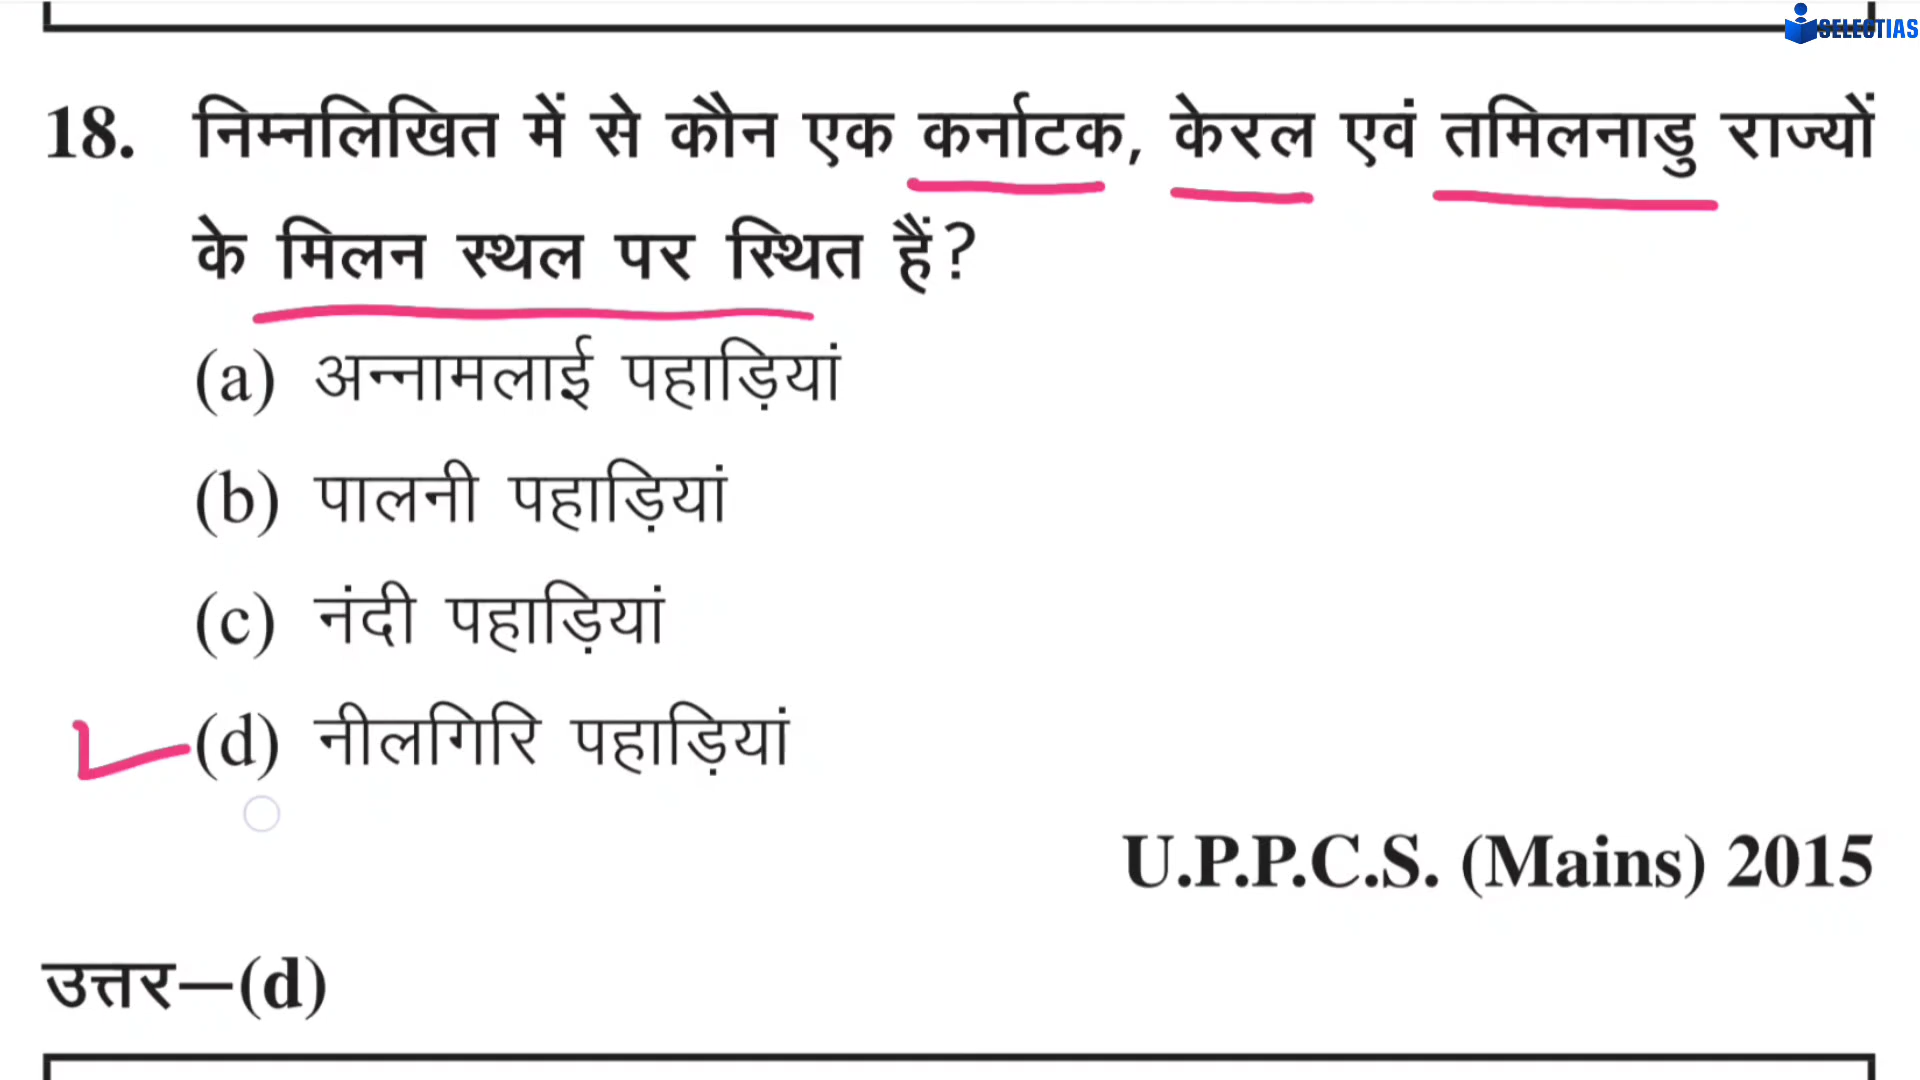 SELECTIAS
18. निम्नलिखित में से कौन एक कर्नाटक, केरल एवं तमिलनाडु राज्यों
के मिलन स्थल पर स्थित हैं?
(a) अन्नामलाई पहाड़ियां
(b) पालनी पहाड़ियां
(c) नंदी पहाड़ियां
(d) नीलगिरि पहाड़ियां
U.P.P.C.S. (Mains) 2015
उत्तर—(d)